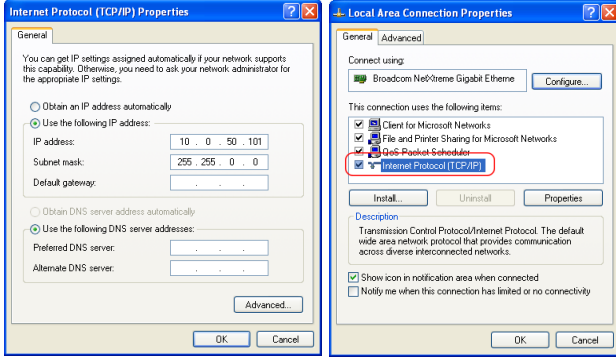 Internet Protocol (TCP/IP) Properties
General
You can get IP settings assigned automatically if your network supports
this capability. Otherwise, you need to ask your network administrator for
the appropriate IP settings.
Obtain an IP address automatically
Use the following IP address:
IP address: 10 . 0 . 50 . 101
Subnet mask: 255 . 255 . 0 . 0
Default gateway: . . .
Obtain DNS server address automatically
Use the following DNS server addresses:
Preferred DNS server: . . .
Alternate DNS server: . . .
Advanced...
OK Cancel
Local Area Connection Properties
General Advanced
Connect using:
Broadcom NetXtreme Gigabit Etherne Configure...
This connection uses the following items:
Client for Microsoft Networks
File and Printer Sharing for Microsoft Networks
QoS Packet Scheduler
Internet Protocol (TCP/IP)
Install... Uninstall Properties
Description
Transmission Control Protocol/Internet Protocol. The default
wide area network protocol that provides communication
across diverse interconnected networks.
Show icon in notification area when connected
Notify me when this connection has limited or no connectivity
OK Cancel